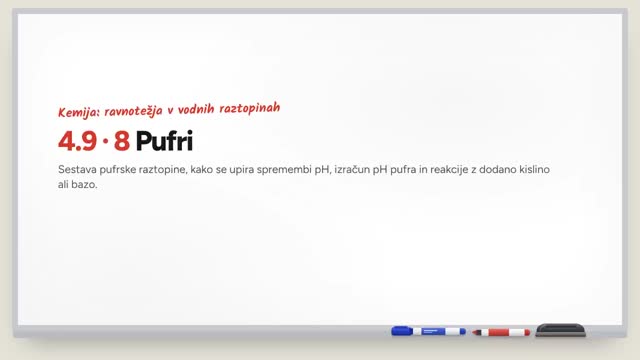 Kemija: ravnotežja v vodnih raztopinah
4.9 · 8 Pufri
Sestava pufrske raztopine, kako se upira spremembi pH, izračun pH pufra in reakcije z dodano kislino
ali bazo.